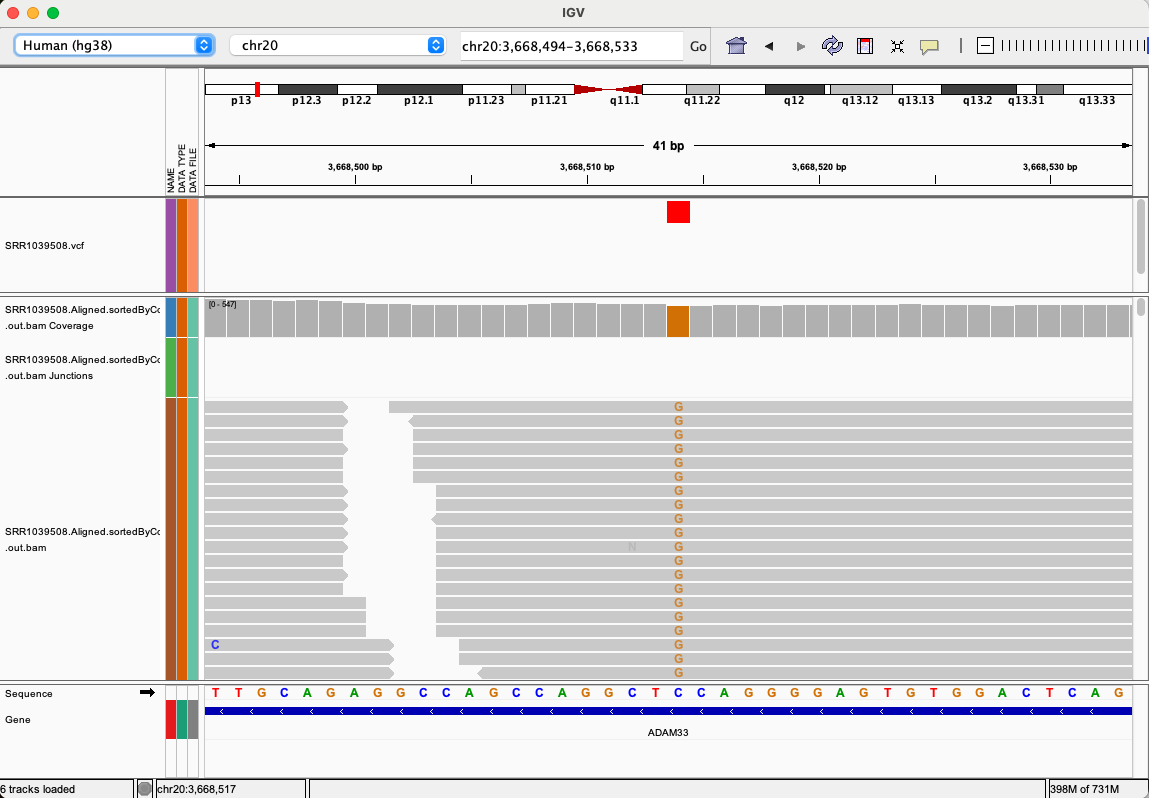 IGV
Human (hg38) chr20 chr20:3,668,494-3,668,533 Go
p13 p12.3 p12.2 p12.1 p11.23 p11.21 q11.1 q11.22 q12 q13.12 q13.13 q13.2 q13.31 q13.33
41 bp
3,668,500 bp 3,668,510 bp 3,668,520 bp 3,668,530 bp
NAME
DATA TYPE
DATA FILE
SRR1039508.vcf
[0 - 547]
SRR1039508.Aligned.sortedByCo
.out.bam Coverage
SRR1039508.Aligned.sortedByCo
.out.bam Junctions
G
G
G
G
G
G
G
G
G
G
SRR1039508.Aligned.sortedByCo
N G
.out.bam
G
G
G
G
G
G
C G
G
G
Sequence T T G C A G A G G C C A G C C A G G C T C C A G G G G A G T G T G G A C T C A G
Gene
ADAM33
6 tracks loaded chr20:3,668,517 398M of 731M